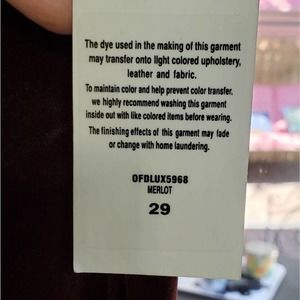 The dye used in the making of this garment
may transfer onto light colored upholstery,
leather and fabric.
To maintain color and help prevent color transfer,
we highly recommend washing this garment
inside out with like colored items before wearing.
The finishing effects of this garment may fade
or change with home laundering.
OFDLUX5968
MERLOT
29